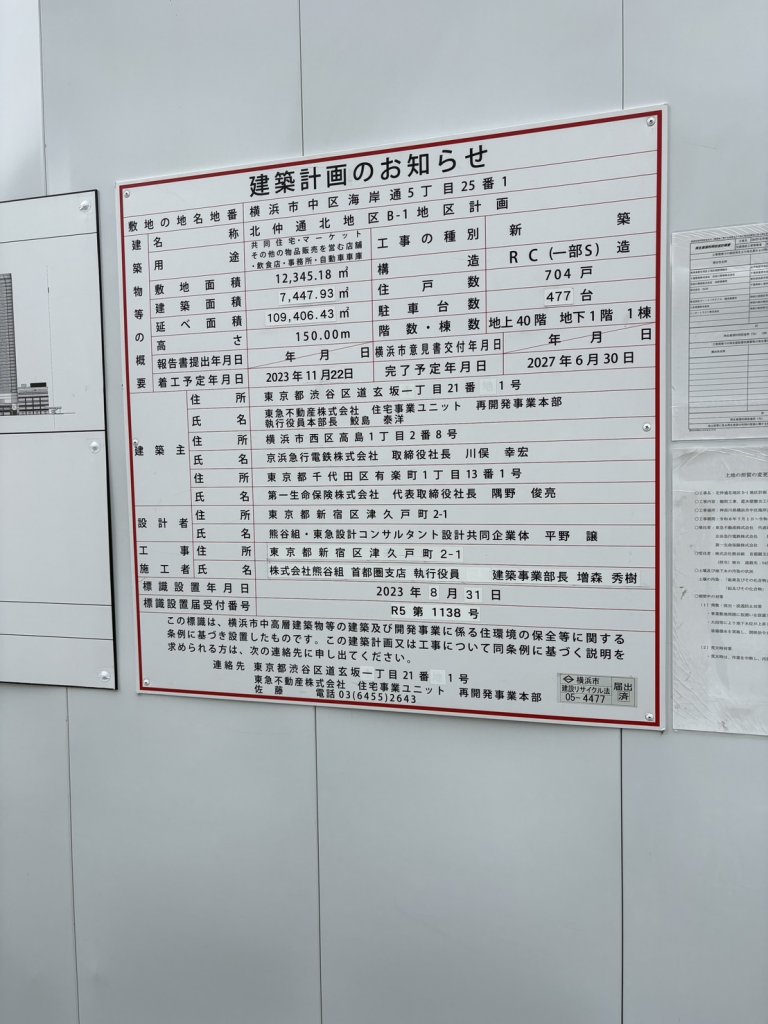 建築計画のお知らせ
敷地の地名地番 横浜市中区海岸通5丁目25番1
建築物等の概要
名称 北仲通北地区B-1地区計画
用途 共同住宅・マーケット
その他の物品販売を営む店舗
・飲食店・事務所・自動車車庫
工事の種別 新築
敷地面積 12,345.18㎡ 構造 RC(一部S)造
建築面積 7,447.93㎡ 住戸数 704戸
延べ面積 109,406.43㎡ 駐車台数 477台
高さ 150.00m 階数・棟数 地上40階 地下1階 1棟
報告書提出年月日 年 月 日 横浜市意見書交付年月日 年 月 日
着工予定年月日 2023年11月22日 完了予定年月日 2027年6月30日
建築主
住所 東京都渋谷区道玄坂一丁目21番 1号
氏名 東急不動産株式会社 住宅事業ユニット 再開発事業本部
執行役員本部長 鮫島 泰洋
住所 横浜市西区高島1丁目2番8号
氏名 京浜急行電鉄株式会社 取締役社長 川俣 幸宏
住所 東京都千代田区有楽町1丁目13番1号
氏名 第一生命保険株式会社 代表取締役社長 隅野 俊亮
設計者
住所 東京都新宿区津久戸町2-1
氏名 熊谷組・東急設計コンサルタント設計共同企業体 平野 譲
工事施工者
住所 東京都新宿区津久戸町2-1
氏名 株式会社熊谷組 首都圏支店 執行役員 建築事業部長 増森 秀樹
標識設置年月日 2023年8月31日
標識設置届受付番号 R5 第1138号
この標識は、横浜市中高層建築物等の建築及び開発事業に係る住環境の保全等に関する
条例に基づき設置したものです。この建築計画又は工事について同条例に基づく説明を
求められる方は、次の連絡先に申し出てください。
連絡先 東京都渋谷区道玄坂一丁目21番 1号
東急不動産株式会社 住宅事業ユニット 再開発事業本部
佐藤 電話03(6455)2643
横浜市
建設リサイクル法
05-4477
届出済